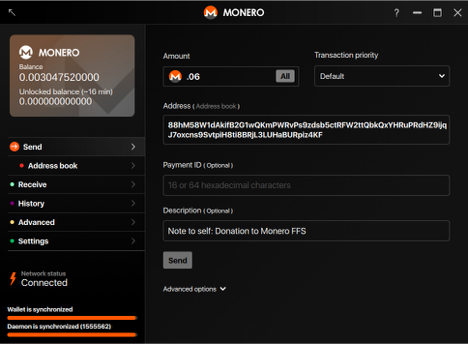 MONERO
?
MONERO
Balance
0.003047520000
Unlocked balance (~16 min)
0.000000000000
Send
Address book
Receive
History
Advanced
Settings
Network status
Connected
Wallet is synchronized
Daemon is synchronized (1555562)
Amount
.06
All
Transaction priority
Default
Address ( Address book )
88hM58W1dAkifB2G1wQKmPWRvPs9zdsb5ctRFW2ttQbkQxYHRuPRdHZ9ijq
J7oxcns9SvtpiH8ti8BRjL3LUHaBURpiz4KF
Payment ID ( Optional )
16 or 64 hexadecimal characters
Description ( Optional )
Note to self: Donation to Monero FFS
Send
Advanced options